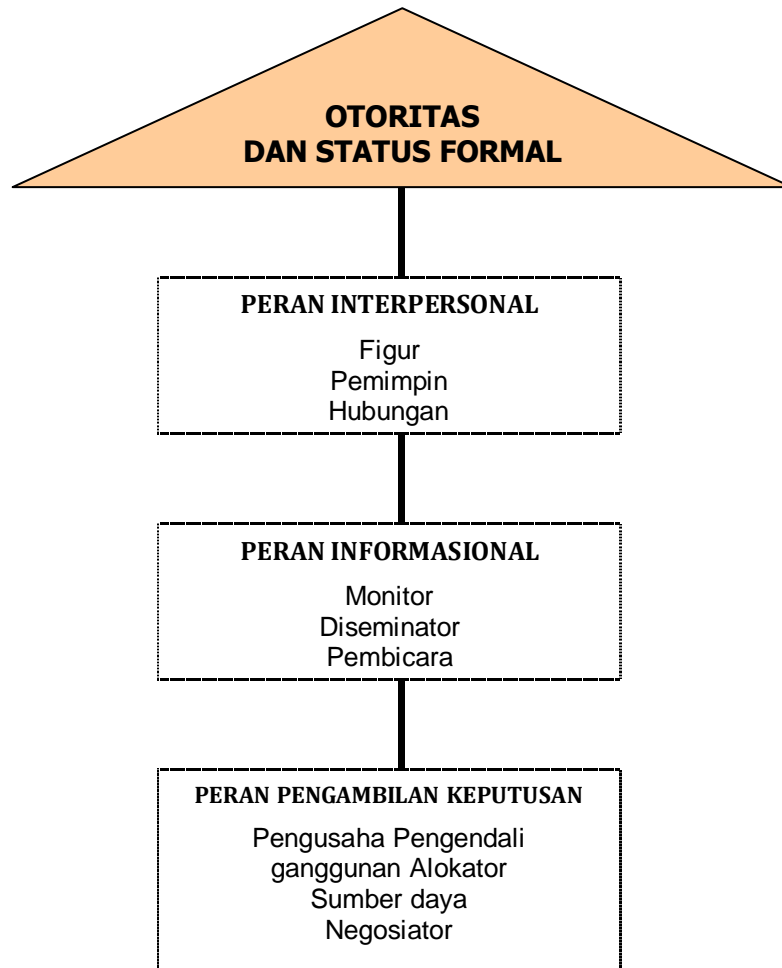 OTORITAS
DAN STATUS FORMAL
PERAN INTERPERSONAL
Figur
Pemimpin
Hubungan
PERAN INFORMASIONAL
Monitor
Diseminator
Pembicara
PERAN PENGAMBILAN KEPUTUSAN
Pengusaha Pengendali
ganggunan Alokator
Sumber daya
Negosiator